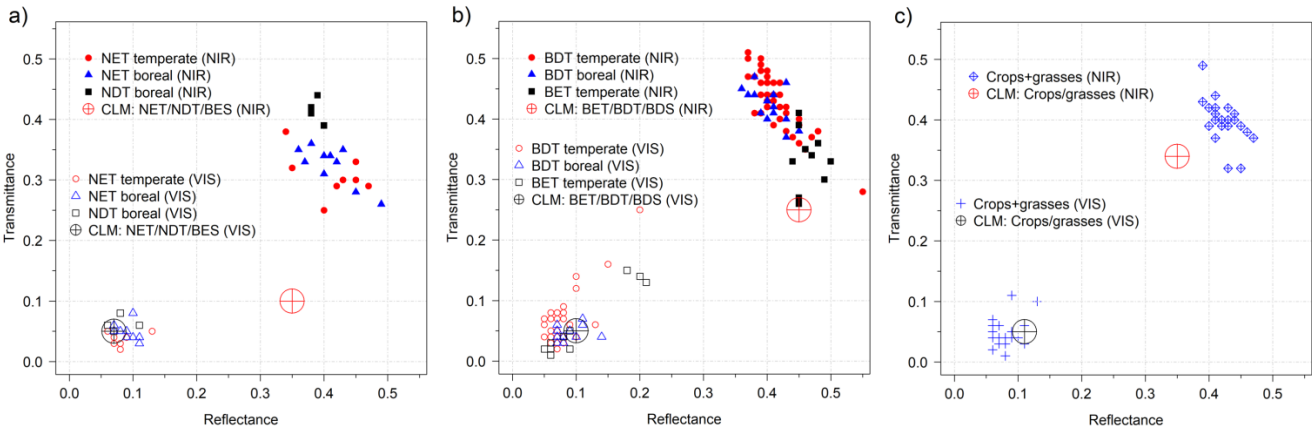 a)
NET temperate (NIR)
NET boreal (NIR)
NDT boreal (NIR)
CLM: NET/NDT/BES (NIR)
NET temperate (VIS)
NET boreal (VIS)
NDT boreal (VIS)
CLM: NET/NDT/BES (VIS)
Transmittance
0.5
0.4
0.3
0.2
0.1
0.0
0.0 0.1 0.2 0.3 0.4 0.5
Reflectance
b)
BDT temperate (NIR)
BDT boreal (NIR)
BET temperate (NIR)
CLM: BET/BDT/BDS (NIR)
BDT temperate (VIS)
BDT boreal (VIS)
BET temperate (VIS)
CLM: BET/BDT/BDS (VIS)
Transmittance
0.5
0.4
0.3
0.2
0.1
0.0
0.0 0.1 0.2 0.3 0.4 0.5
Reflectance
c)
Crops+grasses (NIR)
CLM: Crops/grasses (NIR)
Crops+grasses (VIS)
CLM: Crops/grasses (VIS)
Transmittance
0.5
0.4
0.3
0.2
0.1
0.0
0.0 0.1 0.2 0.3 0.4 0.5
Reflectance